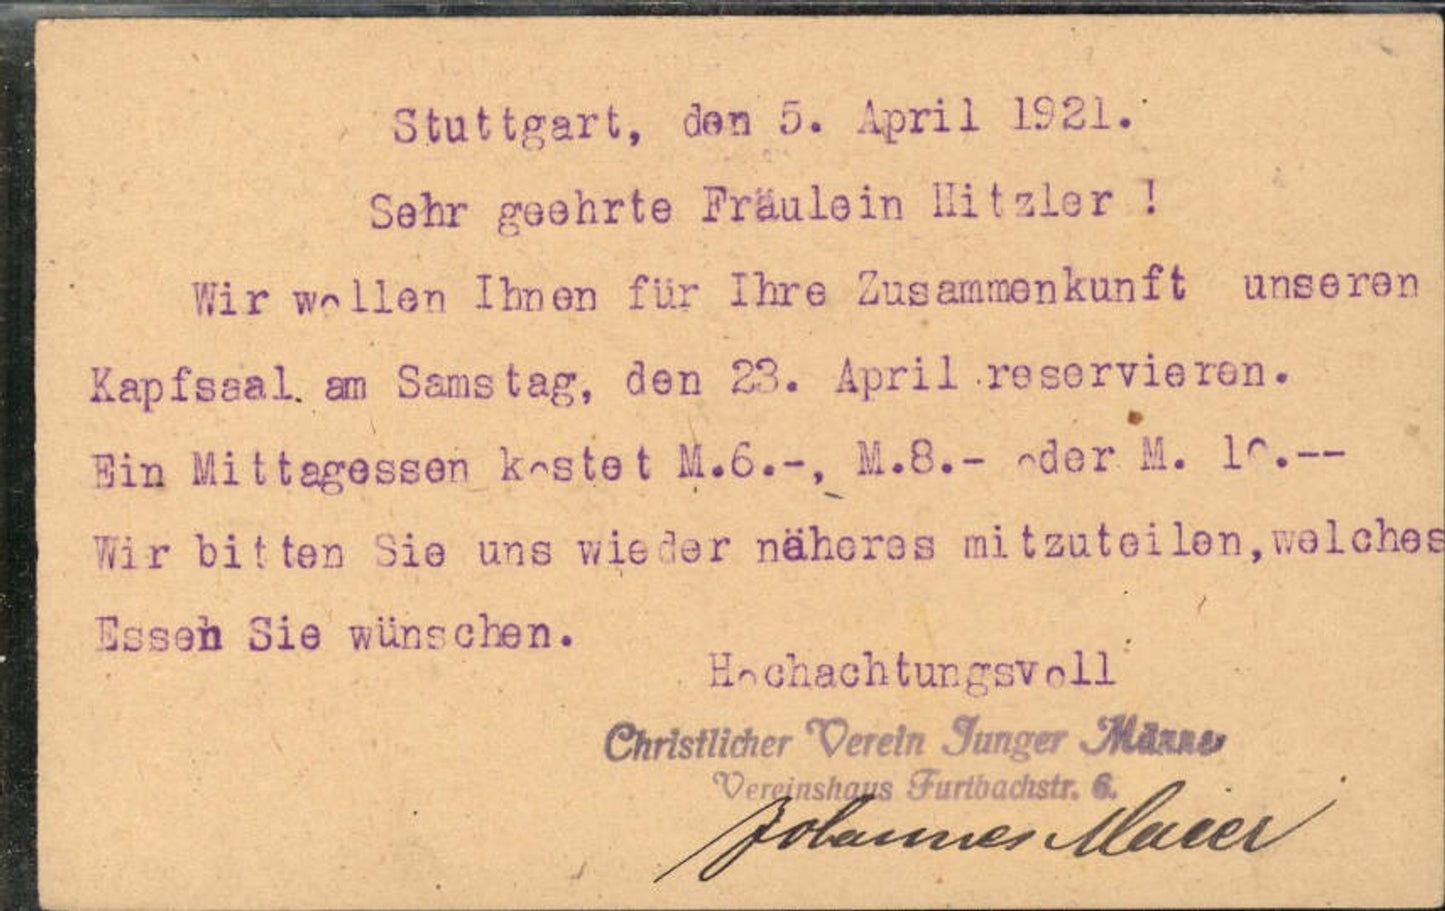 Stuttgart, den 5. April 1921.
Sehr geehrte Fräulein Hitzler !
Wir wollen Ihnen für Ihre Zusammenkunft unseren
Kapfsaal am Samstag, den 23. April reservieren.
Ein Mittagessen kostet M.6.-, M.8.- oder M. 10.--
Wir bitten Sie uns wieder näheres mitzuteilen,welches
Essen Sie wünschen.
Hochachtungsvoll
Christlicher Verein Junger Männer
Vereinshaus Furtbachstr. 6.
Johannes Maier